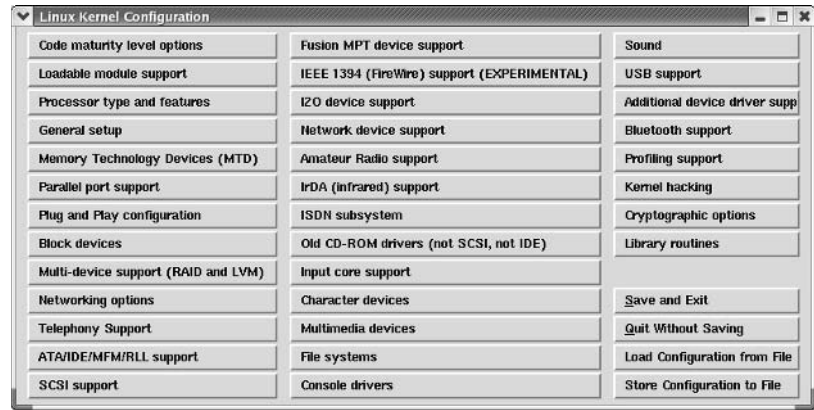 Linux Kernel Configuration
Code maturity level options
Loadable module support
Processor type and features
General setup
Memory Technology Devices (MTD)
Parallel port support
Plug and Play configuration
Block devices
Multi-device support (RAID and LVM)
Networking options
Telephony Support
ATA/IDE/MFM/RLL support
SCSI support
Fusion MPT device support
IEEE 1394 (FireWire) support (EXPERIMENTAL)
I2O device support
Network device support
Amateur Radio support
IrDA (infrared) support
ISDN subsystem
Old CD-ROM drivers (not SCSI, not IDE)
Input core support
Character devices
Multimedia devices
File systems
Console drivers
Sound
USB support
Additional device driver supp
Bluetooth support
Profiling support
Kernel hacking
Cryptographic options
Library routines
Save and Exit
Quit Without Saving
Load Configuration from File
Store Configuration to File